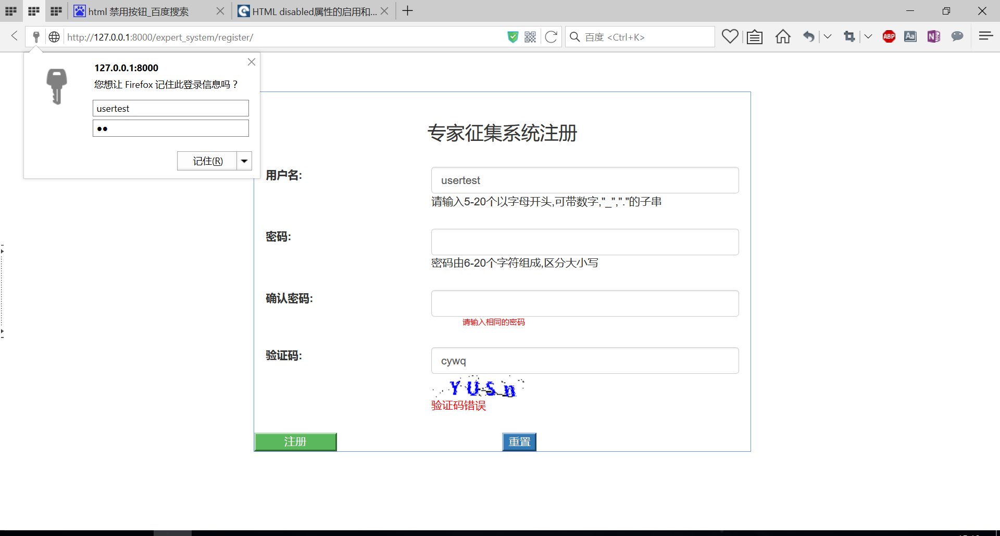 html 禁用按钮_百度搜索
HTML disabled属性的启用和...
http://127.0.0.1:8000/expert_system/register/
百度 <Ctrl+K>
ABP
Aa
N
127.0.0.1:8000
您想让 Firefox 记住此登录信息吗？
usertest
●●
记住(R)
专家征集系统注册
用户名:
usertest
请输入5-20个以字母开头,可带数字,"_","."的子串
密码:
密码由6-20个字符组成,区分大小写
确认密码:
请输入相同的密码
验证码:
cywq
YUSn
验证码错误
注册
重置